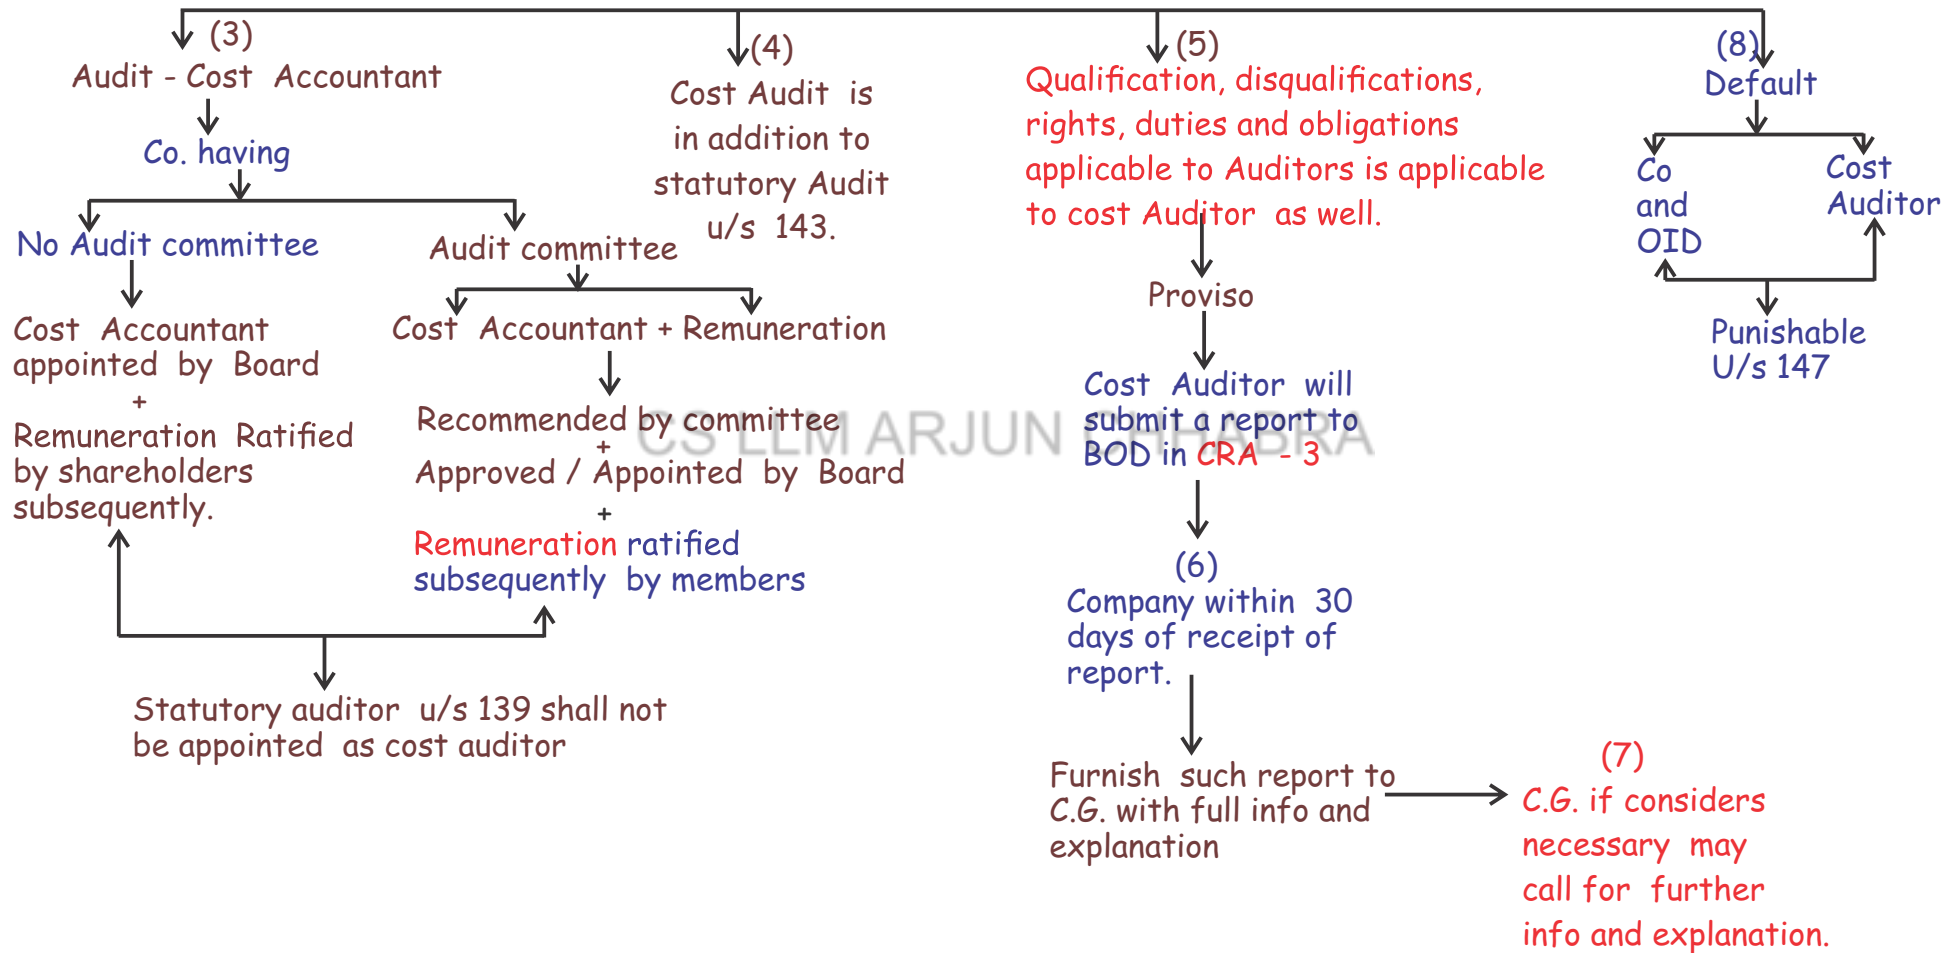 (3)
Audit - Cost Accountant
Co. having
No Audit committee
Cost Accountant
appointed by Board
+
Remuneration Ratified
by shareholders
subsequently.
Audit committee
Cost Accountant + Remuneration
Recommended by committee
+
Approved / Appointed by Board
+
Remuneration ratified
subsequently by members
Statutory auditor u/s 139 shall not
be appointed as cost auditor
(4)
Cost Audit is
in addition to
statutory Audit
u/s 143.
(5)
Qualification, disqualifications,
rights, duties and obligations
applicable to Auditors is applicable
to cost Auditor as well.
Proviso
Cost Auditor will
submit a report to
BOD in CRA - 3
(6)
Company within 30
days of receipt of
report.
Furnish such report to
C.G. with full info and
explanation
(7)
C.G. if considers
necessary may
call for further
info and explanation.
(8)
Default
Co
and
OID
Cost
Auditor
Punishable
U/s 147
CS LLM ARJUN CHHABRA